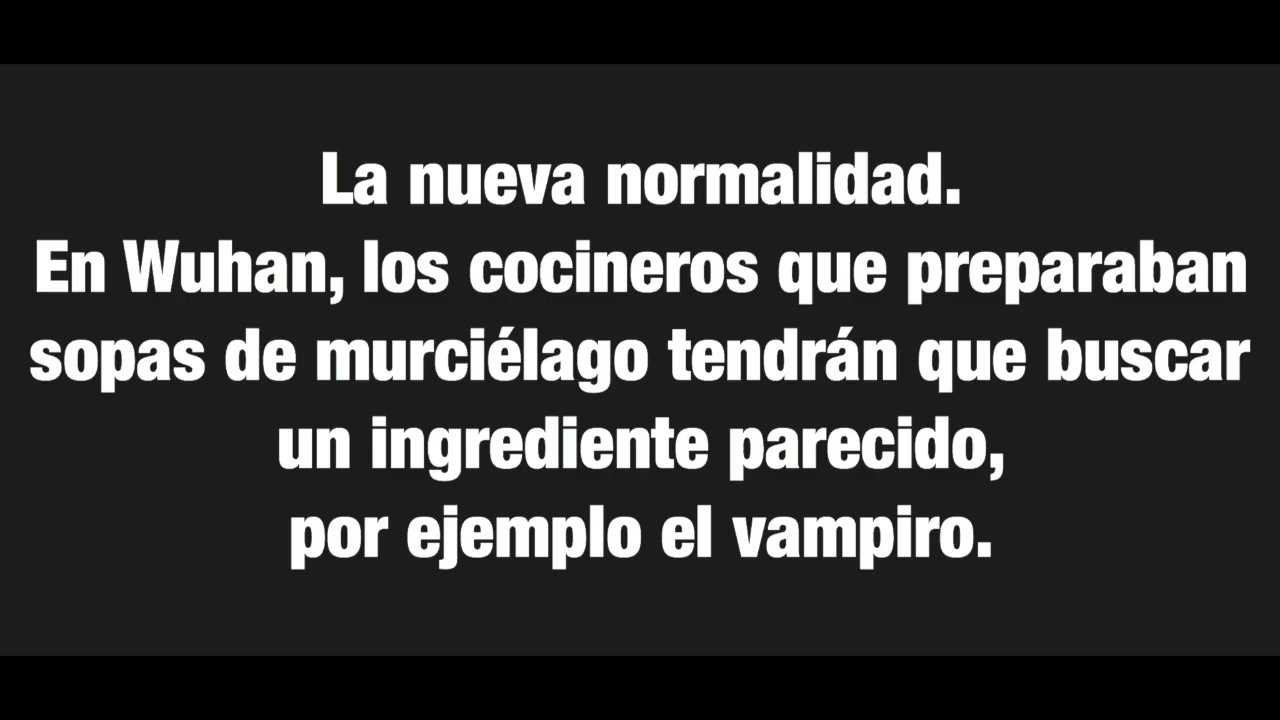 La nueva normalidad.
En Wuhan, los cocineros que preparaban
sopas de murciélago tendrán que buscar
un ingrediente parecido,
por ejemplo el vampiro.